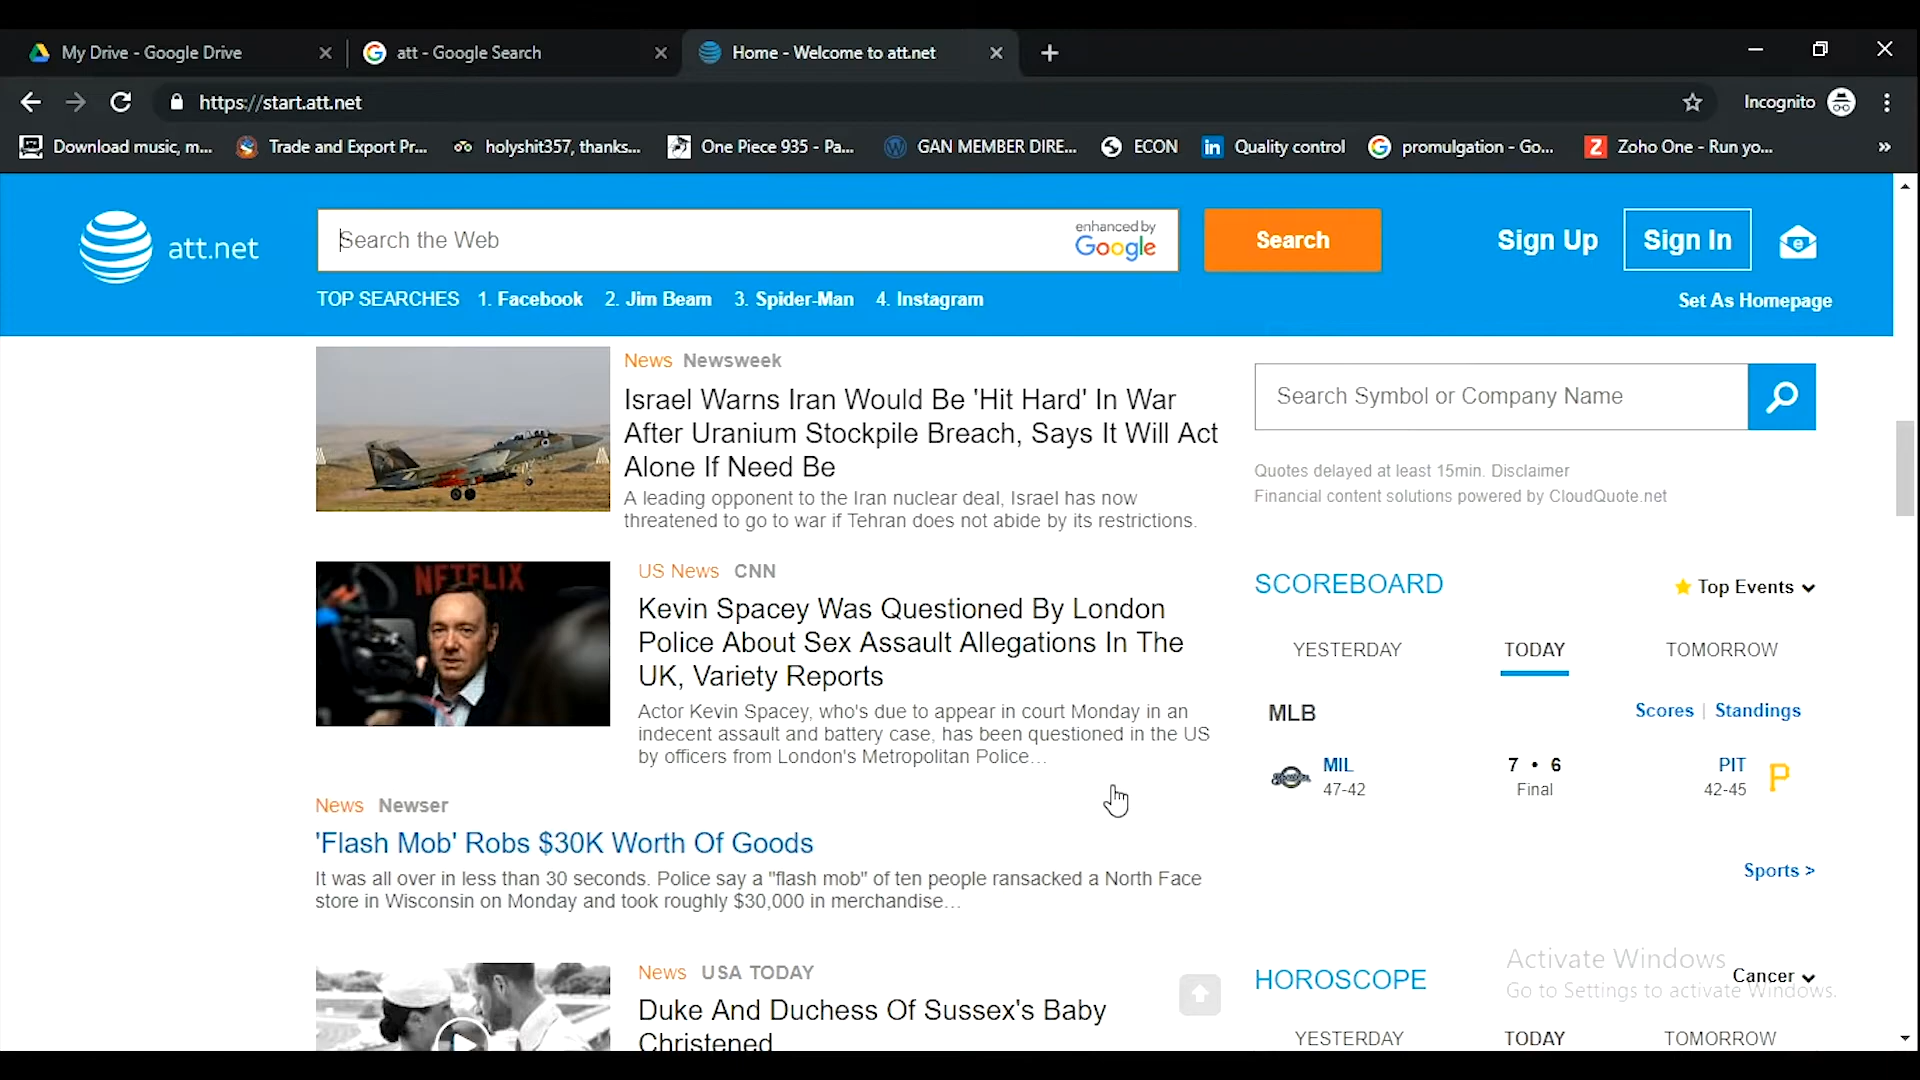 My Drive - Google Drive
att - Google Search
Home - Welcome to att.net
https://start.att.net
Incognito
Download music, m...
Trade and Export Pr...
holyshit357, thanks...
One Piece 935 - Pa...
GAN MEMBER DIRE...
ECON
in Quality control
promulgation - Go...
Z Zoho One - Run yo...
»
att.net
Search the Web
enhanced by
Google
Search
Sign Up
Sign In
TOP SEARCHES 1. Facebook 2. Jim Beam 3. Spider-Man 4. Instagram
Set As Homepage
News Newsweek
Israel Warns Iran Would Be 'Hit Hard' In War
After Uranium Stockpile Breach, Says It Will Act
Alone If Need Be
A leading opponent to the Iran nuclear deal, Israel has now
threatened to go to war if Tehran does not abide by its restrictions.
NETFLIX
US News CNN
Kevin Spacey Was Questioned By London
Police About Sex Assault Allegations In The
UK, Variety Reports
Actor Kevin Spacey, who's due to appear in court Monday in an
indecent assault and battery case, has been questioned in the US
by officers from London's Metropolitan Police...
News Newser
'Flash Mob' Robs $30K Worth Of Goods
It was all over in less than 30 seconds. Police say a "flash mob" of ten people ransacked a North Face
store in Wisconsin on Monday and took roughly $30,000 in merchandise...
News USA TODAY
Duke And Duchess Of Sussex's Baby
Christened
Search Symbol or Company Name
Quotes delayed at least 15min. Disclaimer
Financial content solutions powered by CloudQuote.net
SCOREBOARD
Top Events
YESTERDAY TODAY TOMORROW
MLB
Scores | Standings
MIL 7 • 6 PIT P
47-42 Final 42-45
Sports >
HOROSCOPE
Cancer
Activate Windows
Go to Settings to activate Windows.
YESTERDAY TODAY TOMORROW